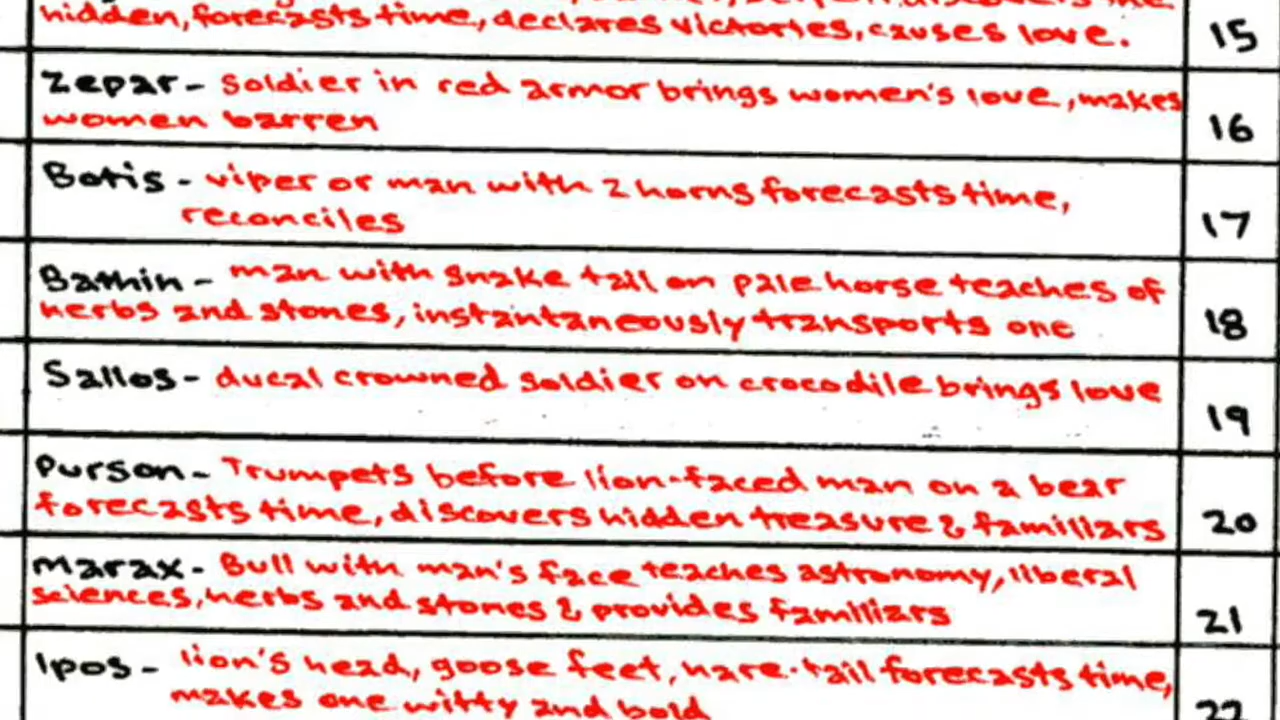 hidden, forecasts time, declares victories, causes love. 15
Zepar - soldier in red armor brings women's love, makes
women barren 16
Botis - viper or man with 2 horns forecasts time,
reconciles 17
Bathin - man with snake tail on pale horse teaches of
herbs and stones, instantaneously transports one 18
Sallos - ducal crowned soldier on crocodile brings love
19
Purson - Trumpets before lion-faced man on a bear
forecasts time, discovers hidden treasure & familiars 20
Marax - Bull with man's face teaches astronomy, liberal
sciences, herbs and stones & provides familiars 21
Ipos - lion's head, goose feet, hare-tail forecasts time,
makes one witty and bold 22